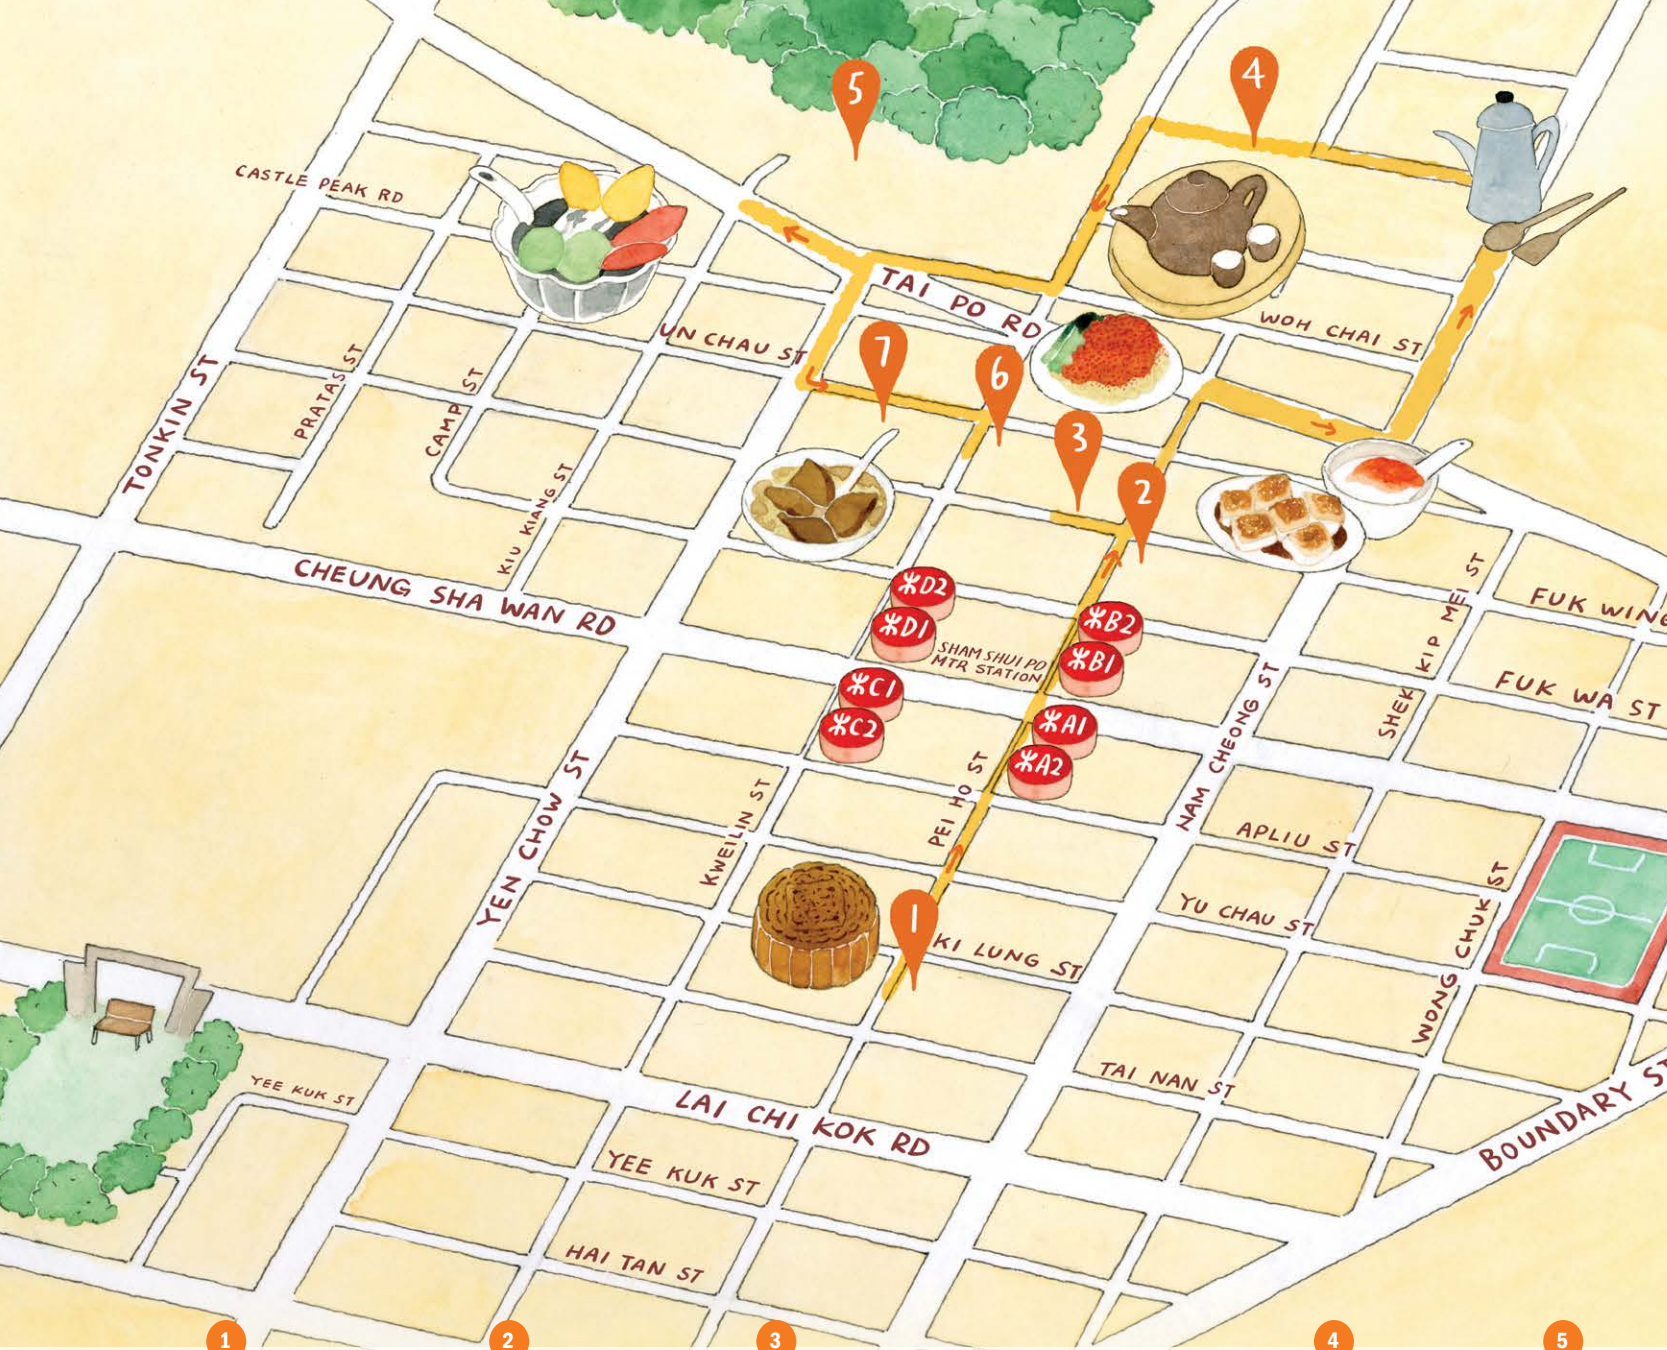 5
4
CASTLE PEAK RD
TAI PO RD
WOH CHAI ST
UN CHAU ST
7
6
3
2
TONKIN ST
PRATAS ST
CAMP ST
KIU KIANG ST
CHEUNG SHA WAN RD
D2
D1
B2
B1
SHAM SHUI PO
MTR STATION
C1
C2
A1
A2
SHEK KIP MEI ST
FUK WING
FUK WA ST
NAM CHEONG ST
YEN CHOW ST
KWEILIN ST
PEI HO ST
APLIU ST
YU CHAU ST
WONG CHUK ST
1
KI LUNG ST
TAI NAN ST
BOUNDARY ST
YEE KUK ST
LAI CHI KOK RD
YEE KUK ST
HAI TAN ST
1 2 3 4 5